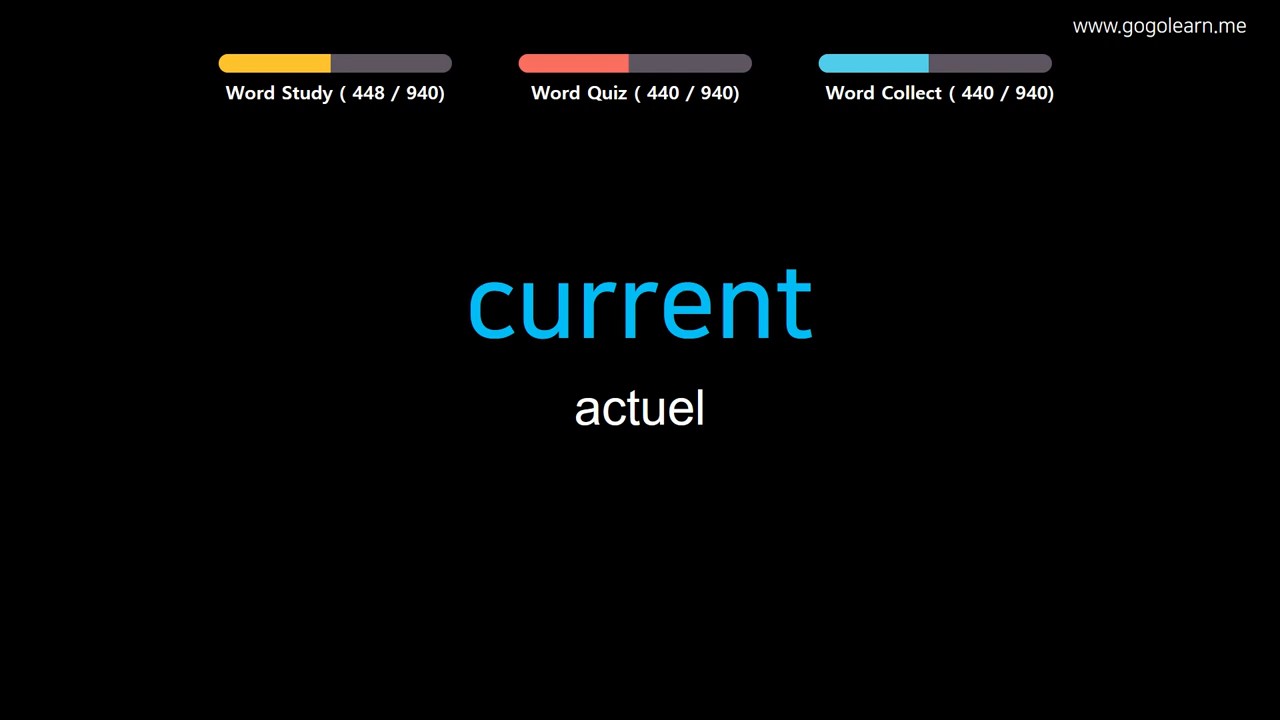 www.gogolearn.me
Word Study ( 448 / 940)
Word Quiz ( 440 / 940)
Word Collect ( 440 / 940)
current
actuel